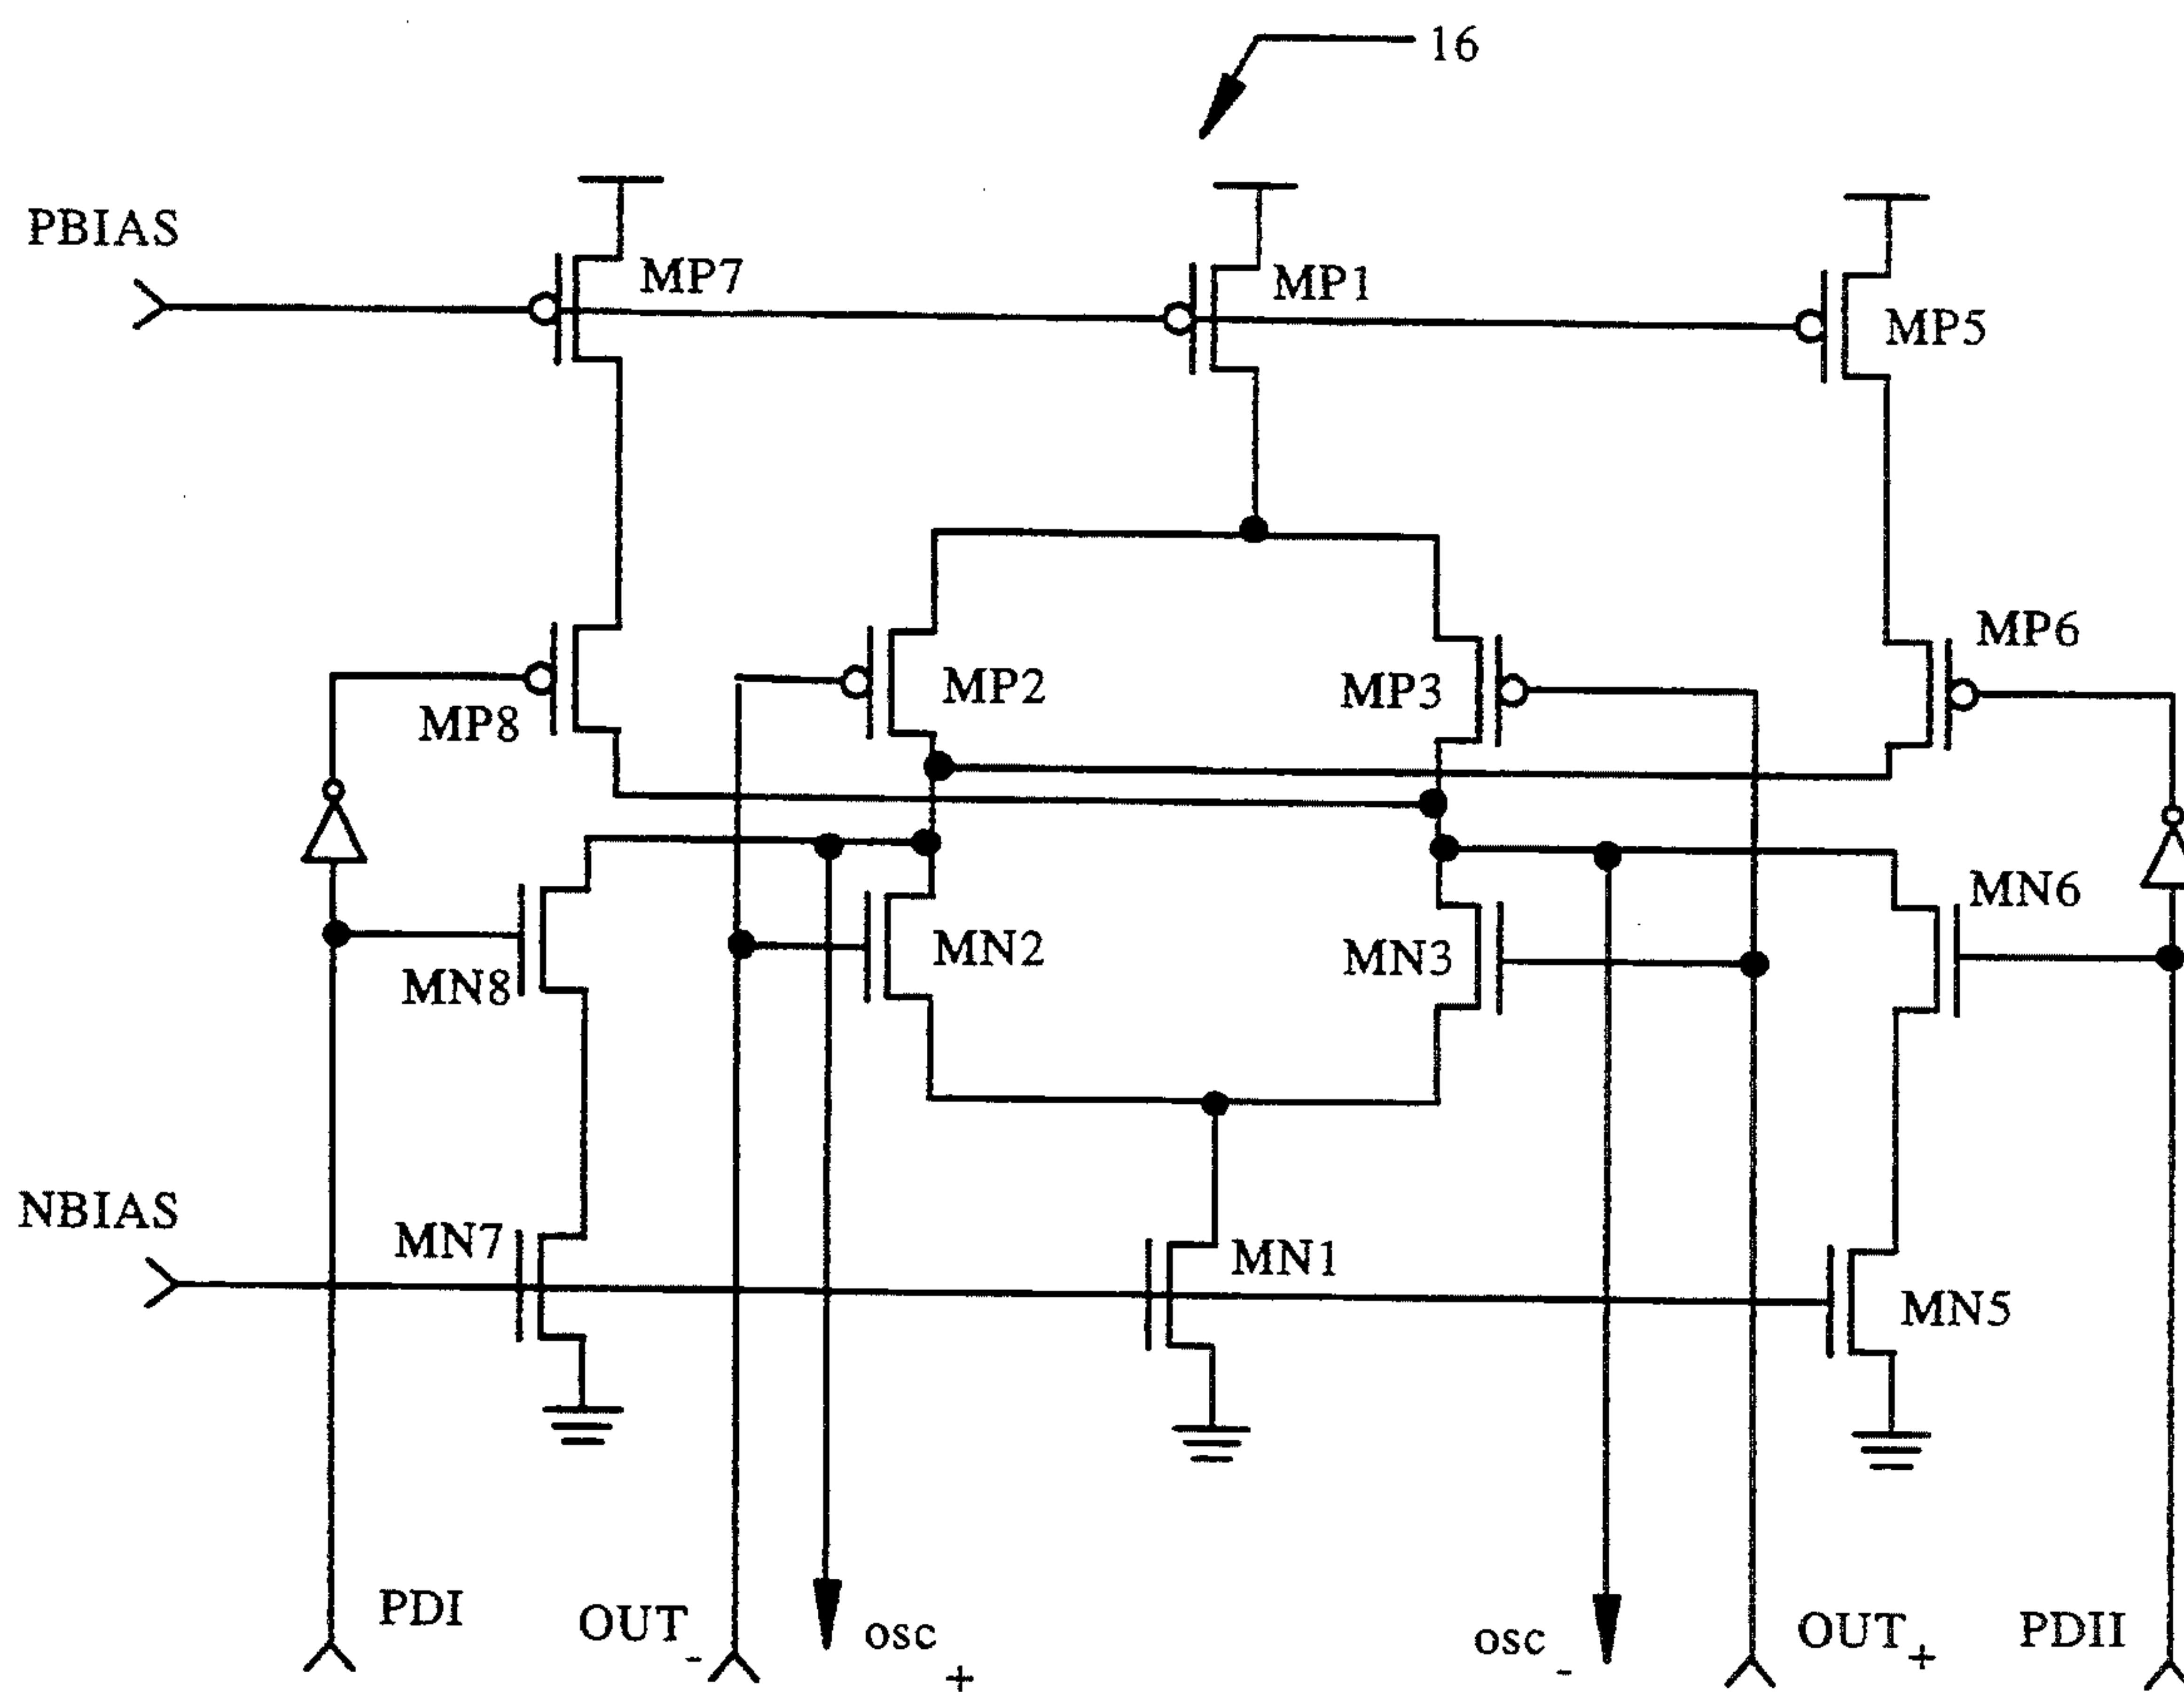 16
PBIAS
MP7
MP1
MP5
MP6
MP2
MP3
MP8
MN6
MN2
MN3
MN8
NBIAS
MN7
MN1
MN5
PDI
OUT-
osc+
osc-
OUT+
PDII